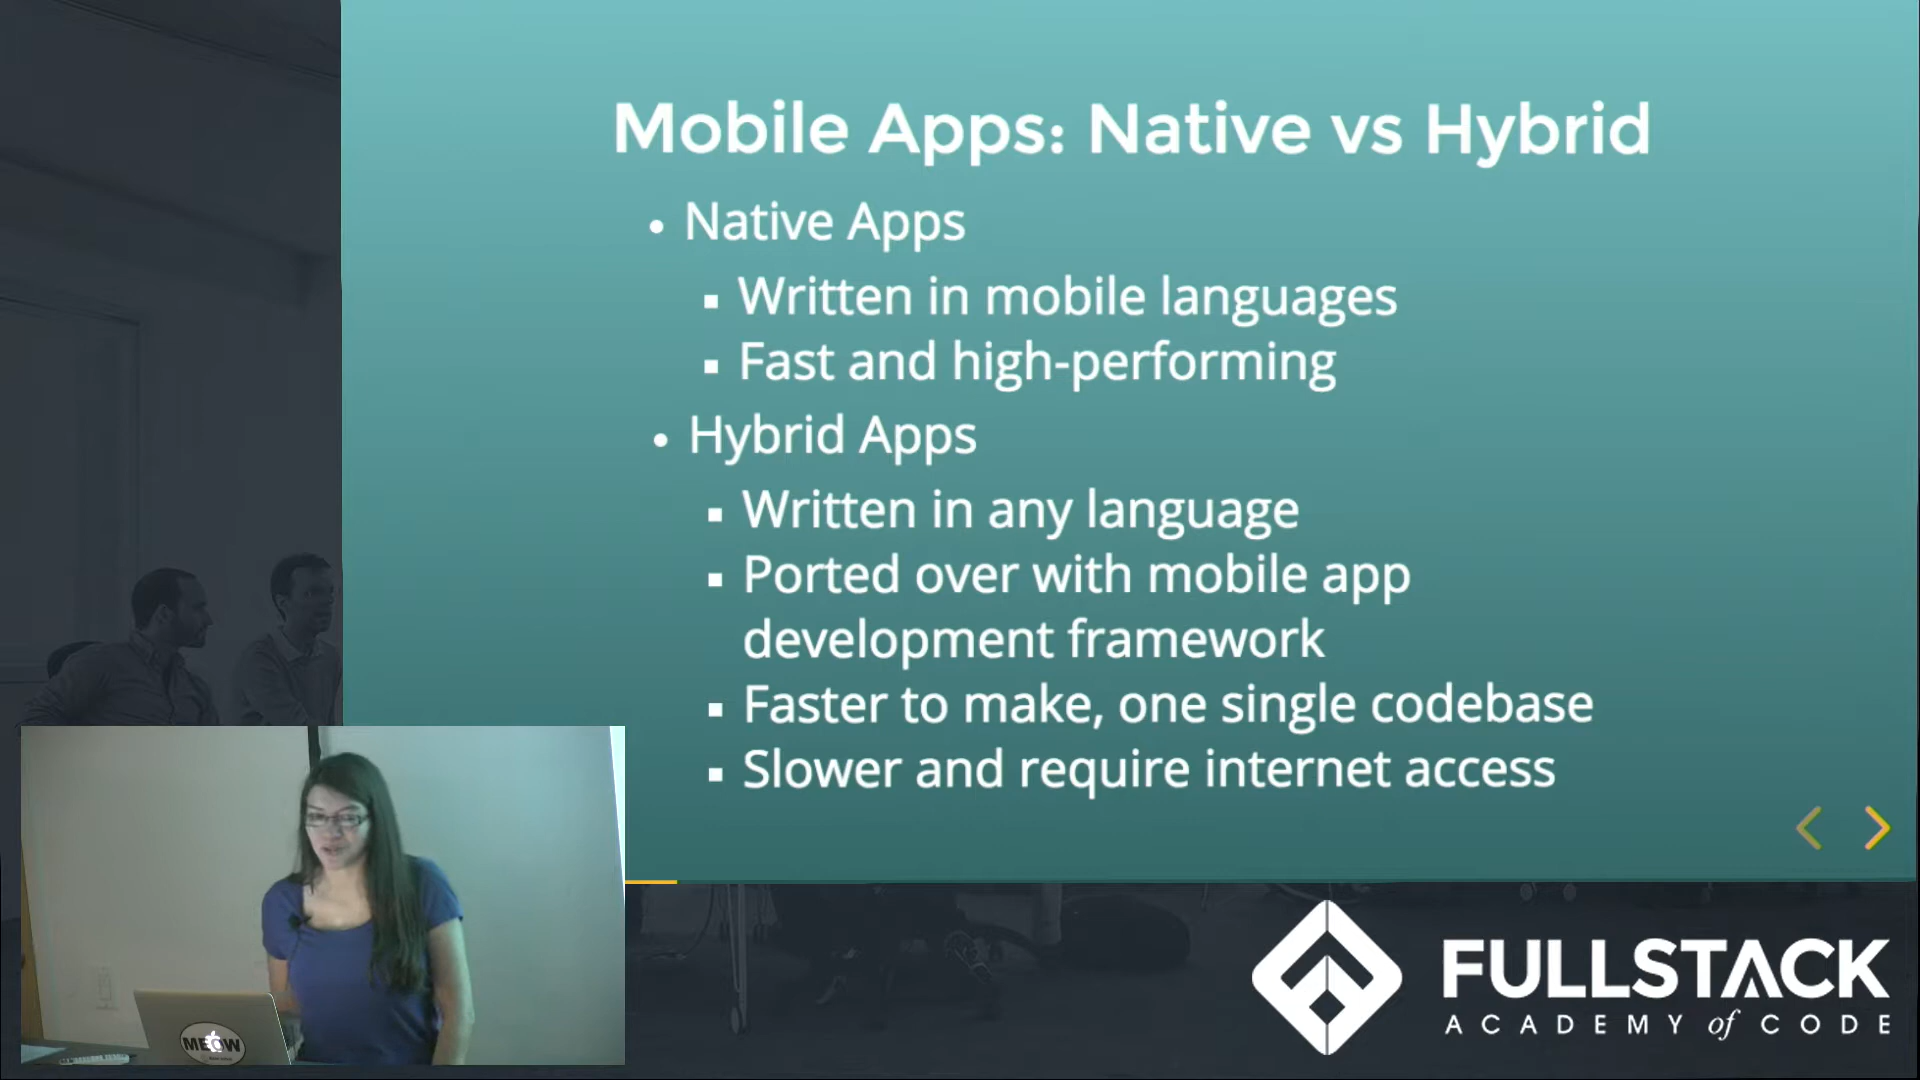 Mobile Apps: Native vs Hybrid
• Native Apps
▪ Written in mobile languages
▪ Fast and high-performing
• Hybrid Apps
▪ Written in any language
▪ Ported over with mobile app
development framework
▪ Faster to make, one single codebase
▪ Slower and require internet access
MEOW
FULLSTACK
ACADEMY of CODE